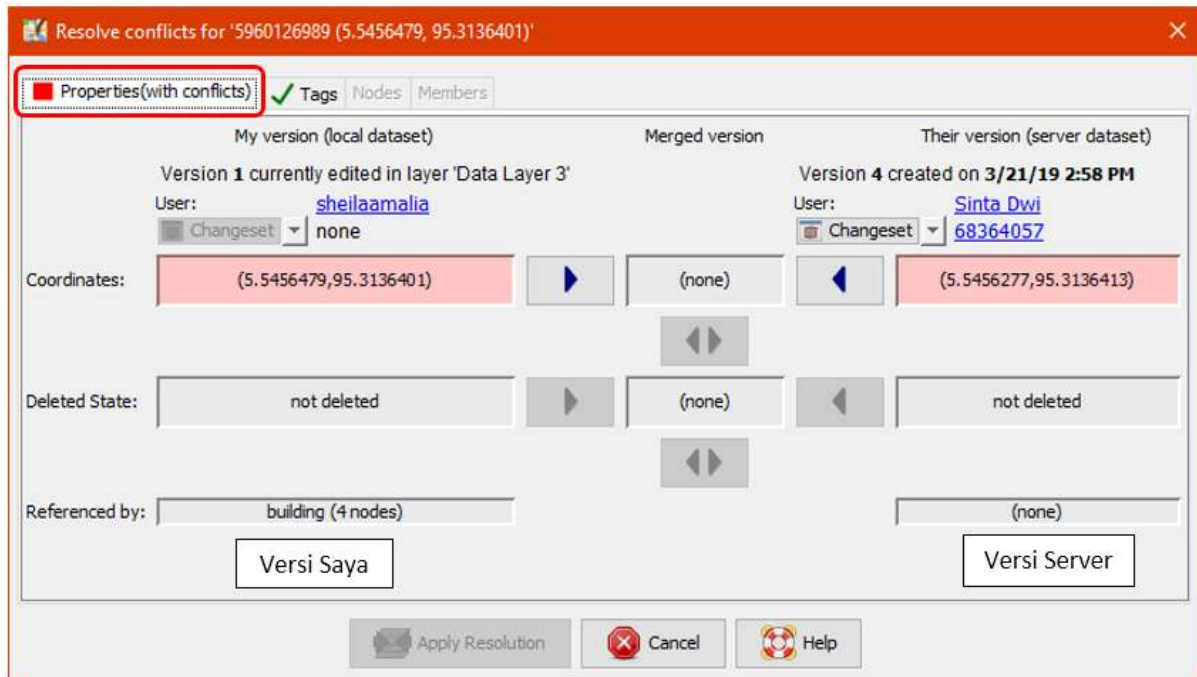 Resolve conflicts for '5960126989 (5.5456479, 95.3136401)'
Properties(with conflicts) Tags Nodes Members
My version (local dataset) Merged version Their version (server dataset)
Version 1 currently edited in layer 'Data Layer 3' Version 4 created on 3/21/19 2:58 PM
User: sheilaamalia User: Sinta Dwi
Changeset none Changeset 68364057
Coordinates: (5.5456479,95.3136401) (none) (5.5456277,95.3136413)
Deleted State: not deleted (none) not deleted
Referenced by: building (4 nodes) (none)
Versi Saya Versi Server
Apply Resolution Cancel Help